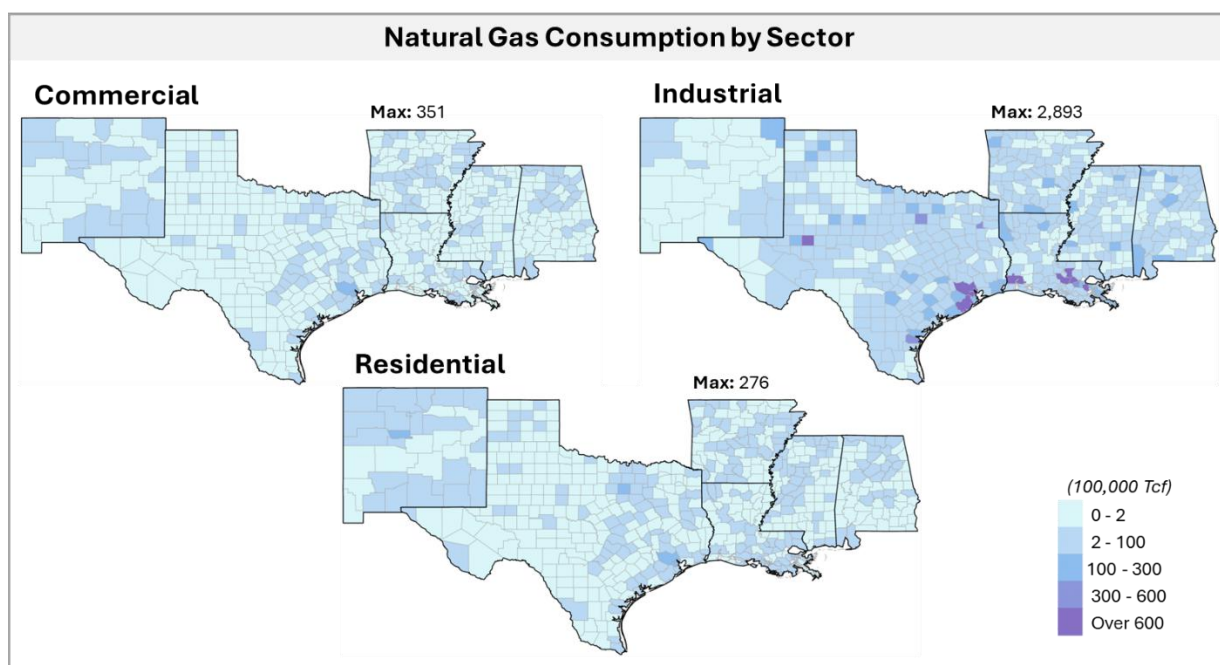 Natural Gas Consumption by Sector
Commercial
Max: 351
Industrial
Max: 2,893
Residential
Max: 276
(100,000 Tcf)
0 - 2
2 - 100
100 - 300
300 - 600
Over 600